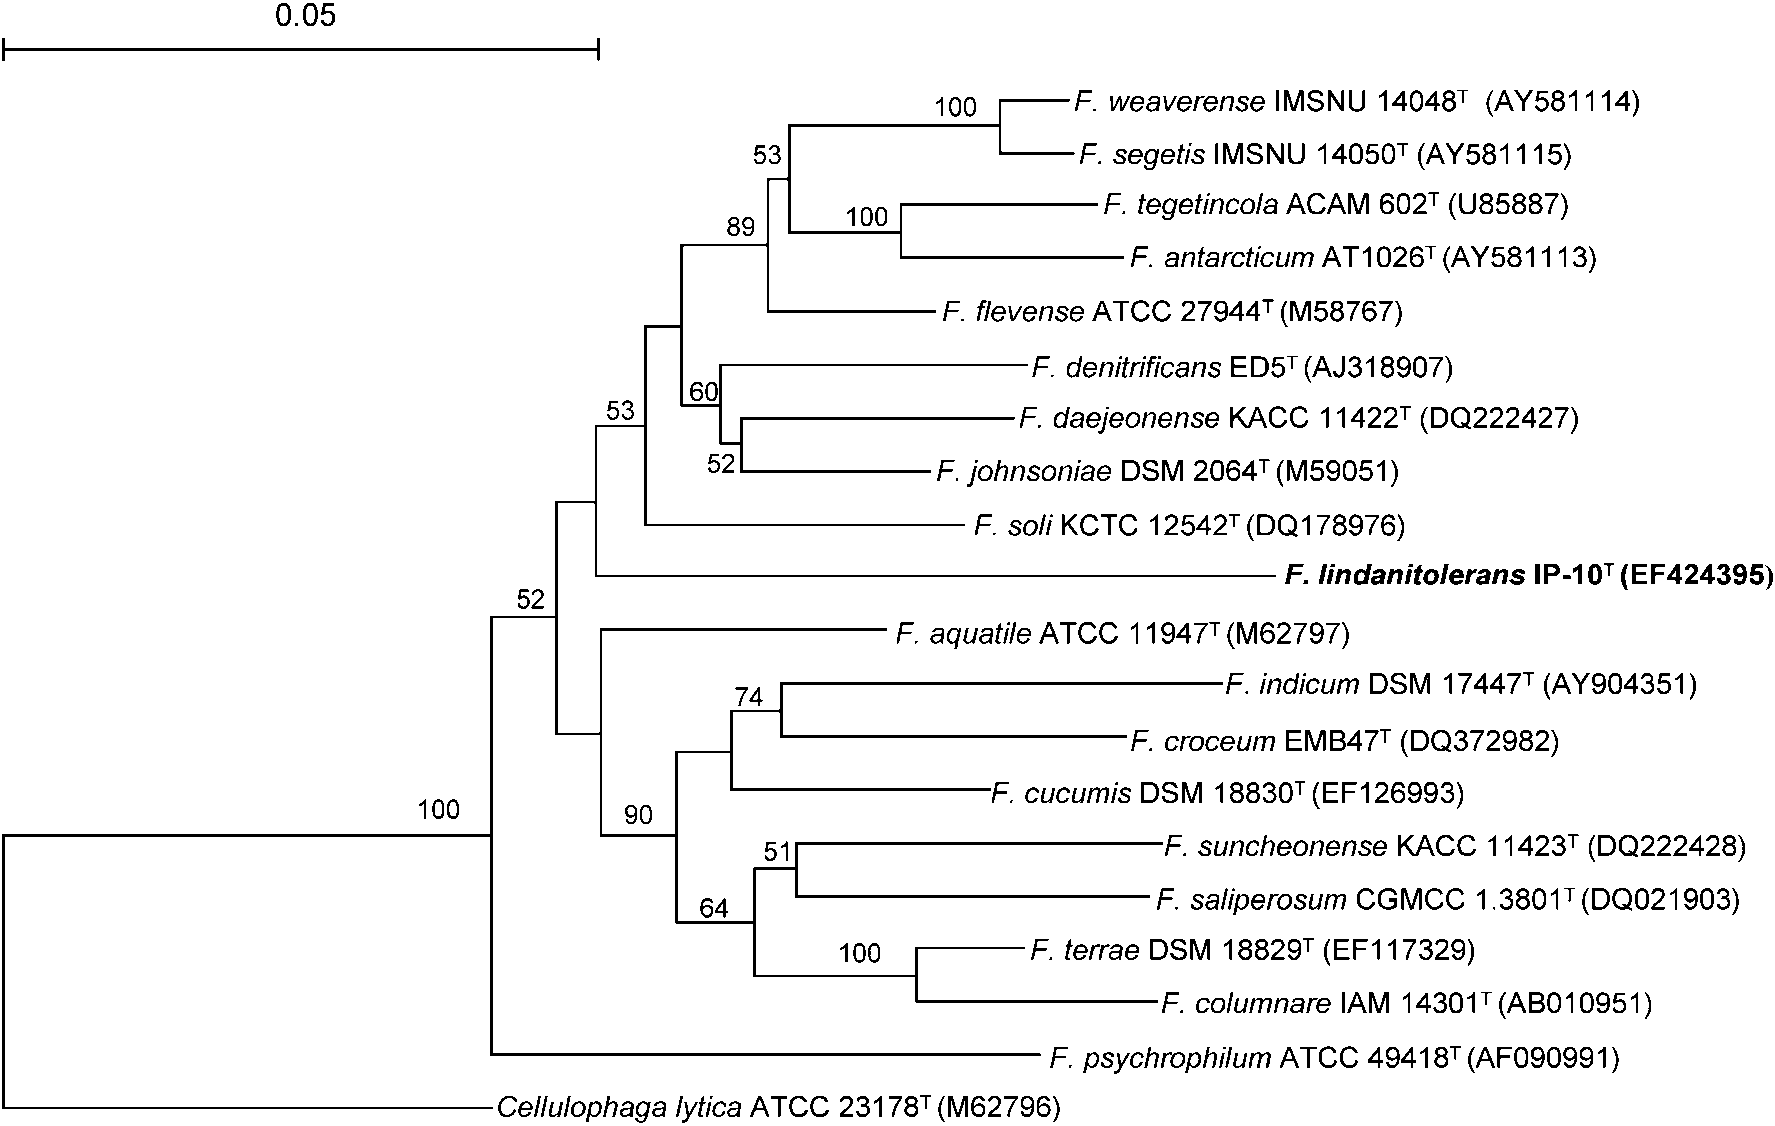 0.05
100
F. weaverense IMSNU 14048ᵀ (AY581114)
53
F. segetis IMSNU 14050ᵀ (AY581115)
100
F. tegetincola ACAM 602ᵀ (U85887)
89
F. antarcticum AT1026ᵀ (AY581113)
F. flevense ATCC 27944ᵀ (M58767)
F. denitrificans ED5ᵀ (AJ318907)
60
53
F. daejeonense KACC 11422ᵀ (DQ222427)
52
F. johnsoniae DSM 2064ᵀ (M59051)
F. soli KCTC 12542ᵀ (DQ178976)
F. lindanitolerans IP-10ᵀ (EF424395)
52
F. aquatile ATCC 11947ᵀ (M62797)
74
F. indicum DSM 17447ᵀ (AY904351)
F. croceum EMB47ᵀ (DQ372982)
F. cucumis DSM 18830ᵀ (EF126993)
100
90
51
F. suncheonense KACC 11423ᵀ (DQ222428)
64
F. saliperosum CGMCC 1.3801ᵀ (DQ021903)
100
F. terrae DSM 18829ᵀ (EF117329)
F. columnare IAM 14301ᵀ (AB010951)
F. psychrophilum ATCC 49418ᵀ (AF090991)
Cellulophaga lytica ATCC 23178ᵀ (M62796)